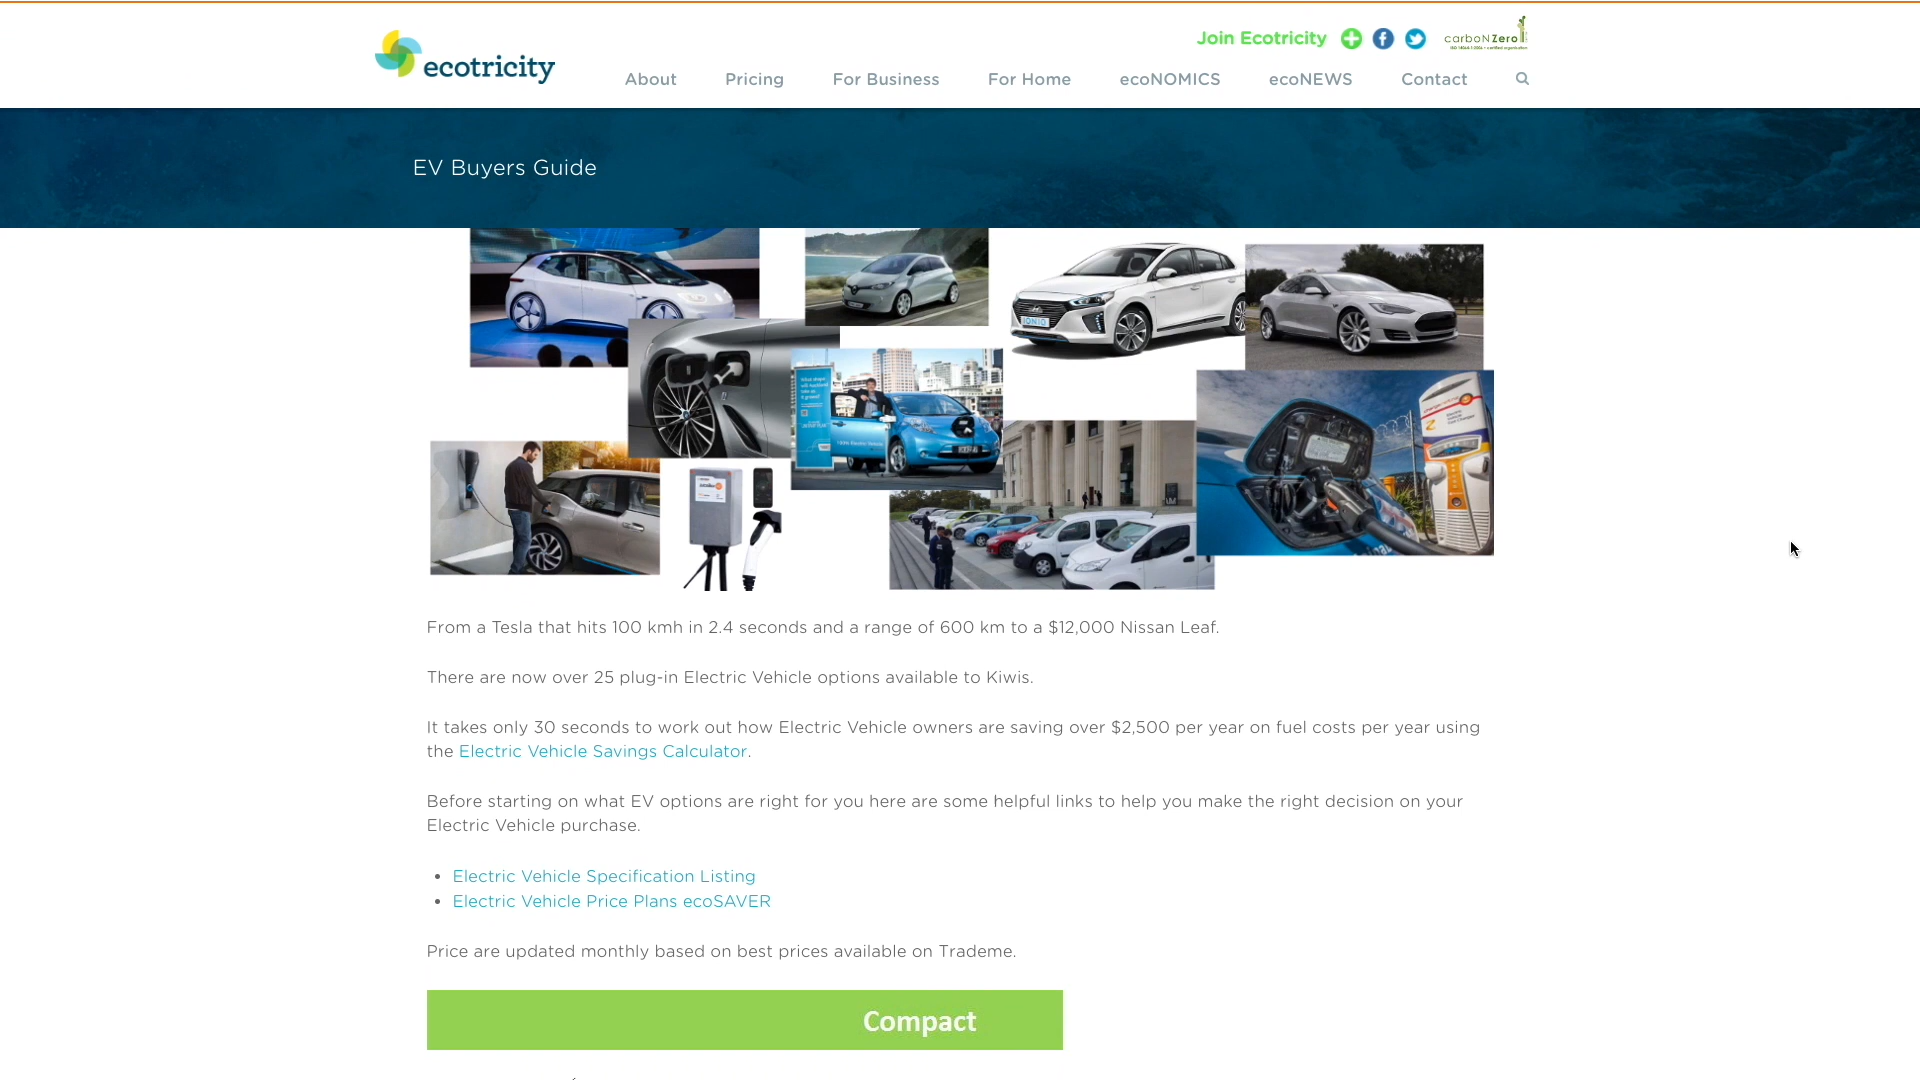 Join Ecotricity
carboNZero
ecotricity
About
Pricing
For Business
For Home
ecoNOMICS
ecoNEWS
Contact
EV Buyers Guide
IONIQ
From a Tesla that hits 100 kmh in 2.4 seconds and a range of 600 km to a $12,000 Nissan Leaf.
There are now over 25 plug-in Electric Vehicle options available to Kiwis.
It takes only 30 seconds to work out how Electric Vehicle owners are saving over $2,500 per year on fuel costs per year using
the Electric Vehicle Savings Calculator.
Before starting on what EV options are right for you here are some helpful links to help you make the right decision on your
Electric Vehicle purchase.
• Electric Vehicle Specification Listing
• Electric Vehicle Price Plans ecoSAVER
Price are updated monthly based on best prices available on Trademe.
Compact